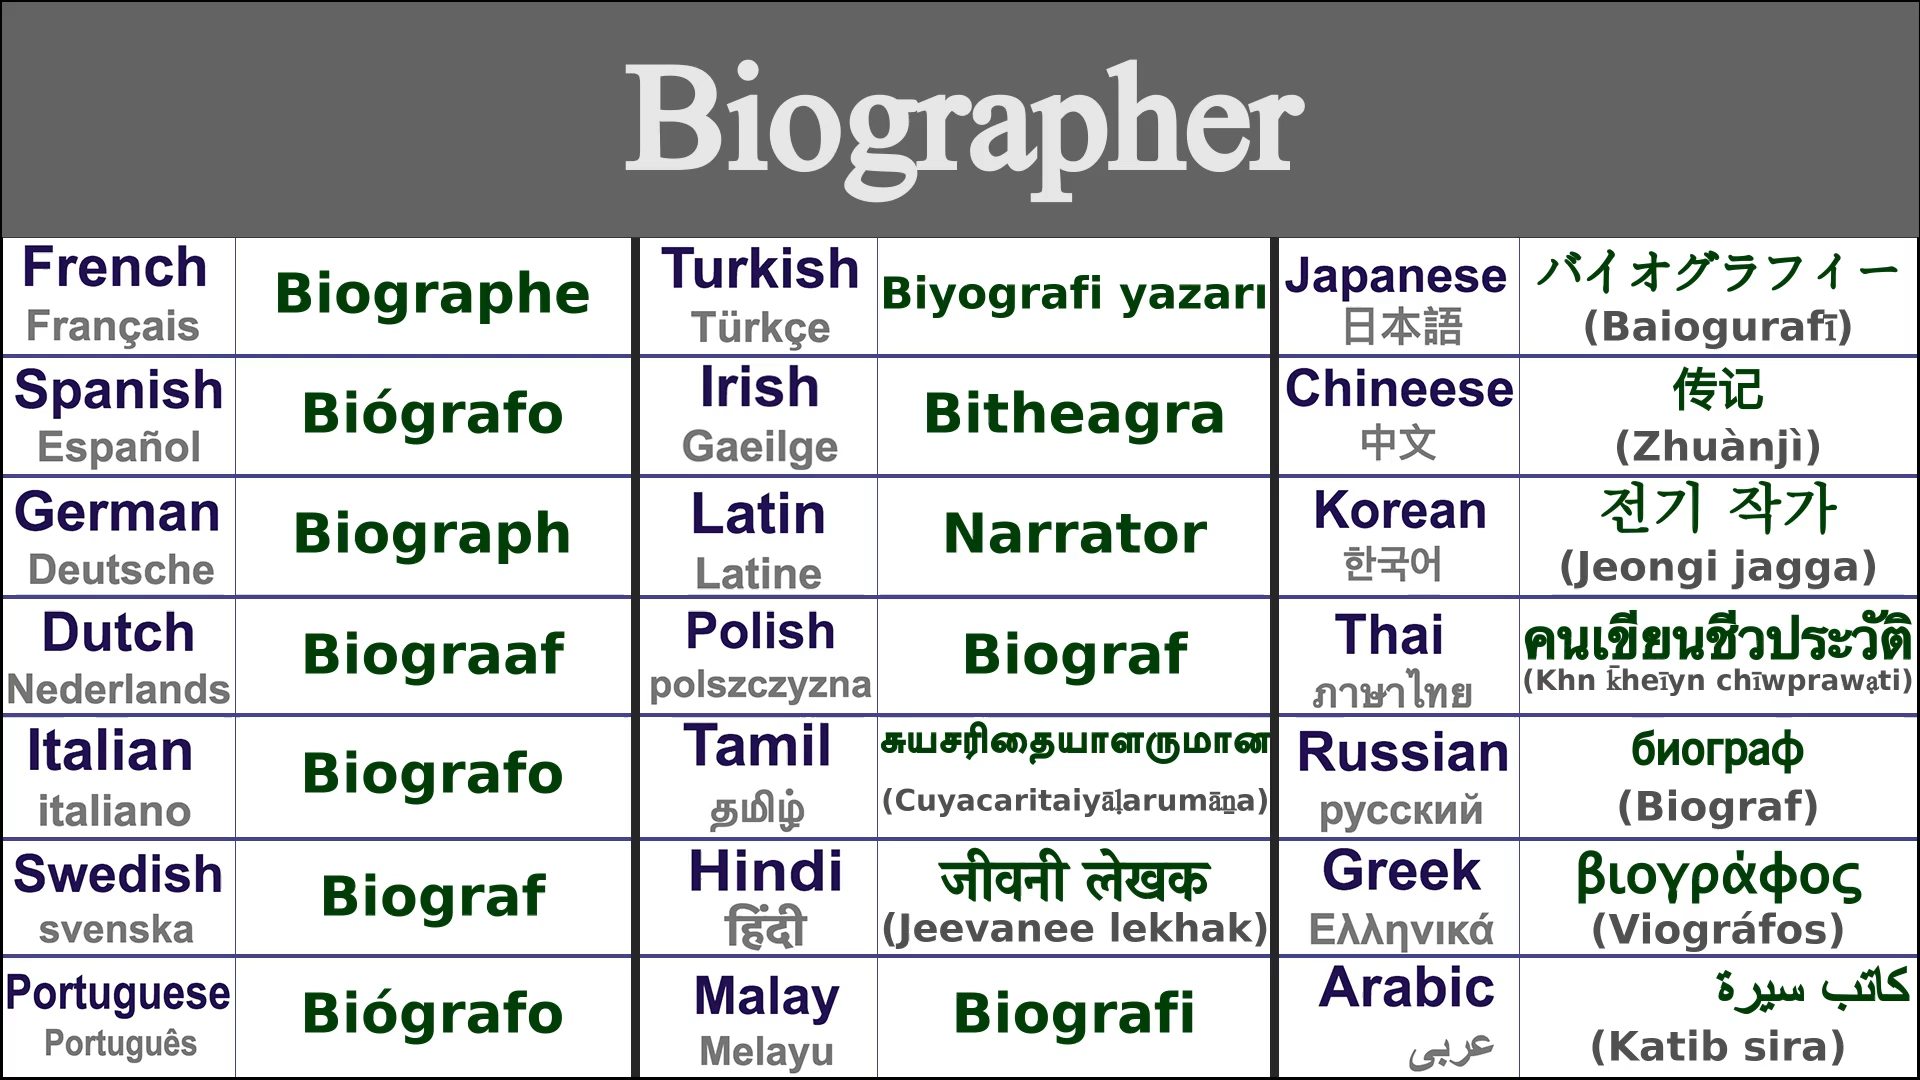 Biographer
French
Français
Biographe
Turkish
Türkçe
Biyografi yazarı
Japanese
日本語
バイオグラフィー
(Baiogurafī)
Spanish
Español
Biógrafo
Irish
Gaeilge
Bitheagra
Chineese
中文
传记
(Zhuànjì)
German
Deutsche
Biograph
Latin
Latine
Narrator
Korean
한국어
전기 작가
(Jeongi jagga)
Dutch
Nederlands
Biograaf
Polish
polszczyzna
Biograf
Thai
ภาษาไทย
คนเขียนชีวประวัติ
(Khn k̄heīyn chīwprawạti)
Italian
italiano
Biografo
Tamil
தமிழ்
சுயசரிதையாளருமான
(Cuyacaritaiyāḷarumāṉa)
Russian
русский
биограф
(Biograf)
Swedish
svenska
Biograf
Hindi
हिंदी
जीवनी लेखक
(Jeevanee lekhak)
Greek
Ελληνικά
βιογράφος
(Viográfos)
Portuguese
Português
Biógrafo
Malay
Melayu
Biografi
Arabic
عربى
كاتب سيرة
(Katib sira)